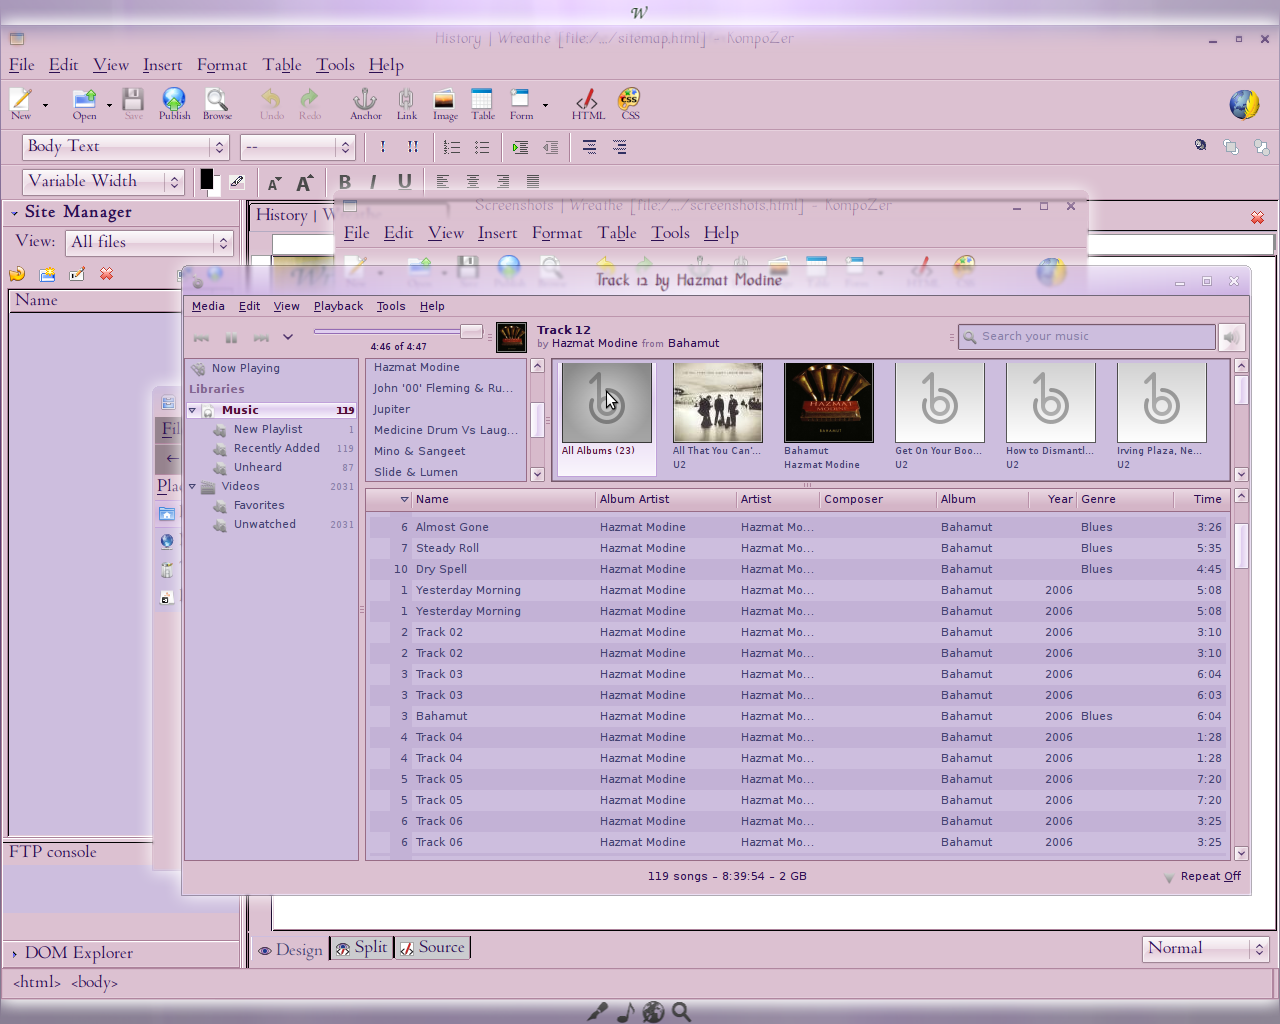 W
History | Wreathe [file:/.../sitemap.html] - KompoZer
File Edit View Insert Format Table Tools Help
New Open Save Publish Browse Undo Redo Anchor Link Image Table Form HTML CSS
Body Text --
Variable Width
B I U
Site Manager
View: All files
Name
FTP console
DOM Explorer
<html> <body>
History | Wreathe
Design Split Source Normal
Screenshots | Wreathe [file:/.../screenshots.html] - KompoZer
File Edit View Insert Format Table Tools Help
Track 12 by Hazmat Modine
Media Edit View Playback Tools Help
4:46 of 4:47
Track 12
by Hazmat Modine from Bahamut
Search your music
Now Playing
Libraries
Music 119
New Playlist 1
Recently Added 119
Unheard 87
Videos 2031
Favorites
Unwatched 2031
Hazmat Modine
John '00' Fleming & Ru...
Jupiter
Medicine Drum Vs Laug...
Mino & Sangeet
Slide & Lumen
HAZMAT
MODINE
BAHAMUT
All Albums (23)
All That You Can'...
U2
Bahamut
Hazmat Modine
Get On Your Boo...
U2
How to Dismantl...
U2
Irving Plaza, Ne...
U2
Name Album Artist Artist Composer Album Year Genre Time
6 Almost Gone Hazmat Modine Hazmat Mo... Bahamut Blues 3:26
7 Steady Roll Hazmat Modine Hazmat Mo... Bahamut Blues 5:35
10 Dry Spell Hazmat Modine Hazmat Mo... Bahamut Blues 4:45
1 Yesterday Morning Hazmat Modine Hazmat Mo... Bahamut 2006 5:08
1 Yesterday Morning Hazmat Modine Hazmat Mo... Bahamut 2006 5:08
2 Track 02 Hazmat Modine Hazmat Mo... Bahamut 2006 3:10
2 Track 02 Hazmat Modine Hazmat Mo... Bahamut 2006 3:10
3 Track 03 Hazmat Modine Hazmat Mo... Bahamut 2006 6:04
3 Track 03 Hazmat Modine Hazmat Mo... Bahamut 2006 6:03
3 Bahamut Hazmat Modine Hazmat Mo... Bahamut 2006 Blues 6:04
4 Track 04 Hazmat Modine Hazmat Mo... Bahamut 2006 1:28
4 Track 04 Hazmat Modine Hazmat Mo... Bahamut 2006 1:28
5 Track 05 Hazmat Modine Hazmat Mo... Bahamut 2006 7:20
5 Track 05 Hazmat Modine Hazmat Mo... Bahamut 2006 7:20
6 Track 06 Hazmat Modine Hazmat Mo... Bahamut 2006 3:25
6 Track 06 Hazmat Modine Hazmat Mo... Bahamut 2006 3:25
119 songs – 8:39:54 – 2 GB
Repeat Off